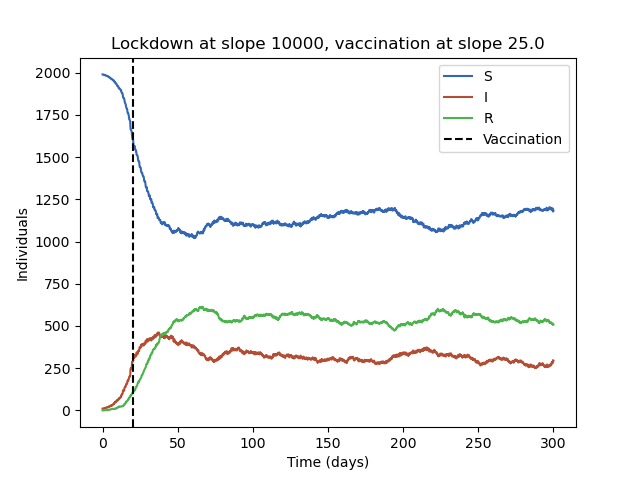 Lockdown at slope 10000, vaccination at slope 25.0
S
I
R
Vaccination
Individuals
2000
1750
1500
1250
1000
750
500
250
0
0 50 100 150 200 250 300
Time (days)